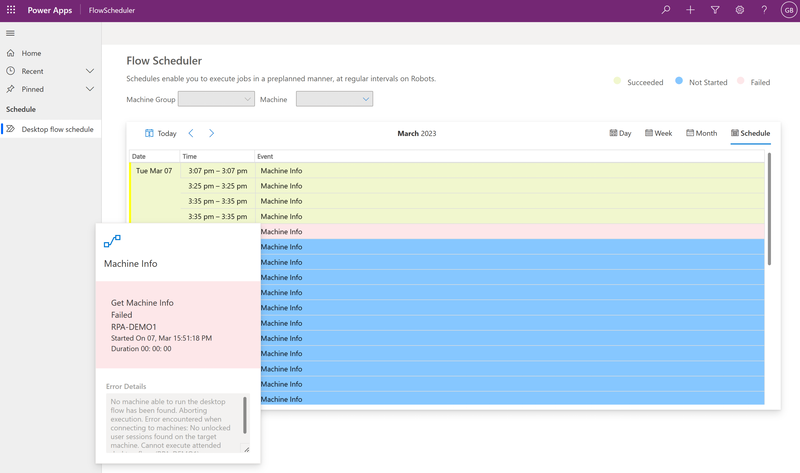 Power Apps FlowScheduler GB
Home
Recent
Pinned
Schedule
Desktop flow schedule
Flow Scheduler
Schedules enable you to execute jobs in a preplanned manner, at regular intervals on Robots.
Succeeded Not Started Failed
Machine Group Machine
Today March 2023 Day Week Month Schedule
Date Time Event
Tue Mar 07 3:07 pm – 3:07 pm Machine Info
3:25 pm – 3:25 pm Machine Info
3:35 pm – 3:35 pm Machine Info
3:35 pm – 3:35 pm Machine Info
Machine Info
Machine Info
Machine Info
Machine Info
Machine Info
Machine Info
Machine Info
Machine Info
Machine Info
Machine Info
Machine Info
Machine Info
Machine Info
Get Machine Info
Failed
RPA-DEMO1
Started On 07, Mar 15:51:18 PM
Duration 00: 00: 00
Error Details
No machine able to run the desktop
flow has been found. Aborting
execution. Error encountered when
connecting to machines: No unlocked
user sessions found on the target
machine. Cannot execute attended